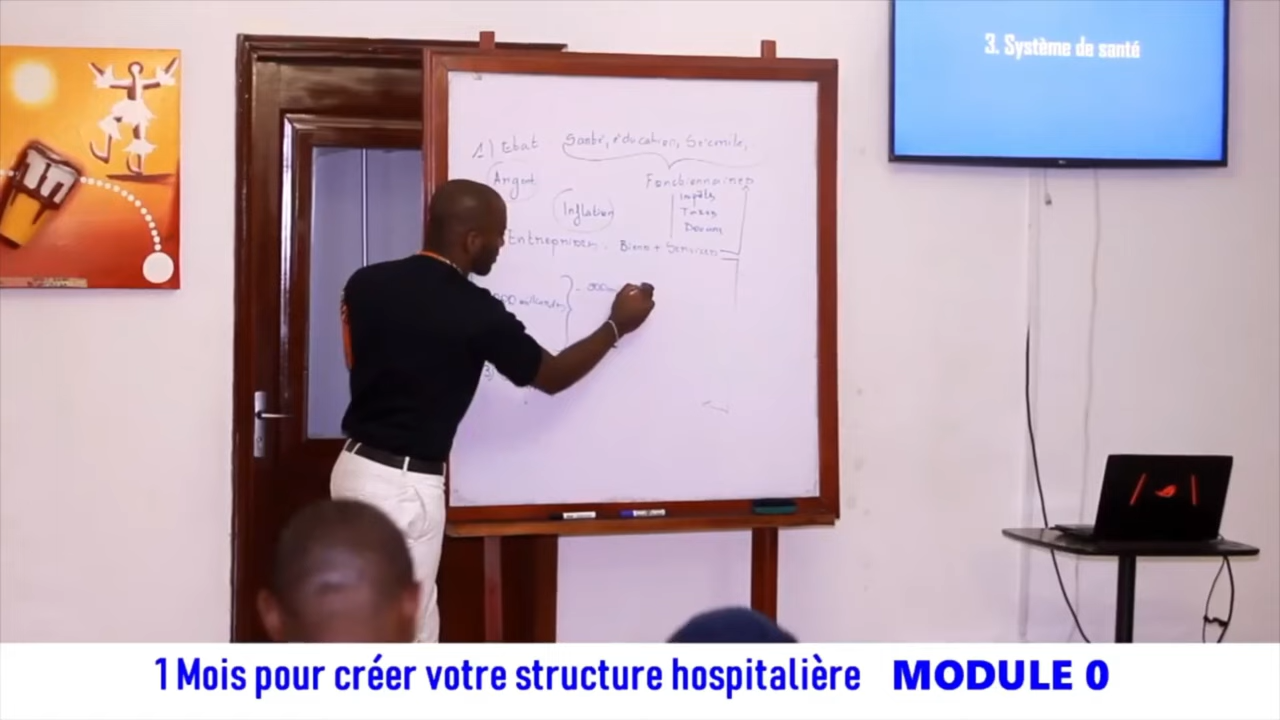 3. Système de santé
1) Etat Santé, éducation, Sécurité,
Argent
Fonctionnaires
Impôts
Inflation
Taxes
Douane
Entreprises. Biens + Services
1 Mois pour créer votre structure hospitalière MODULE 0